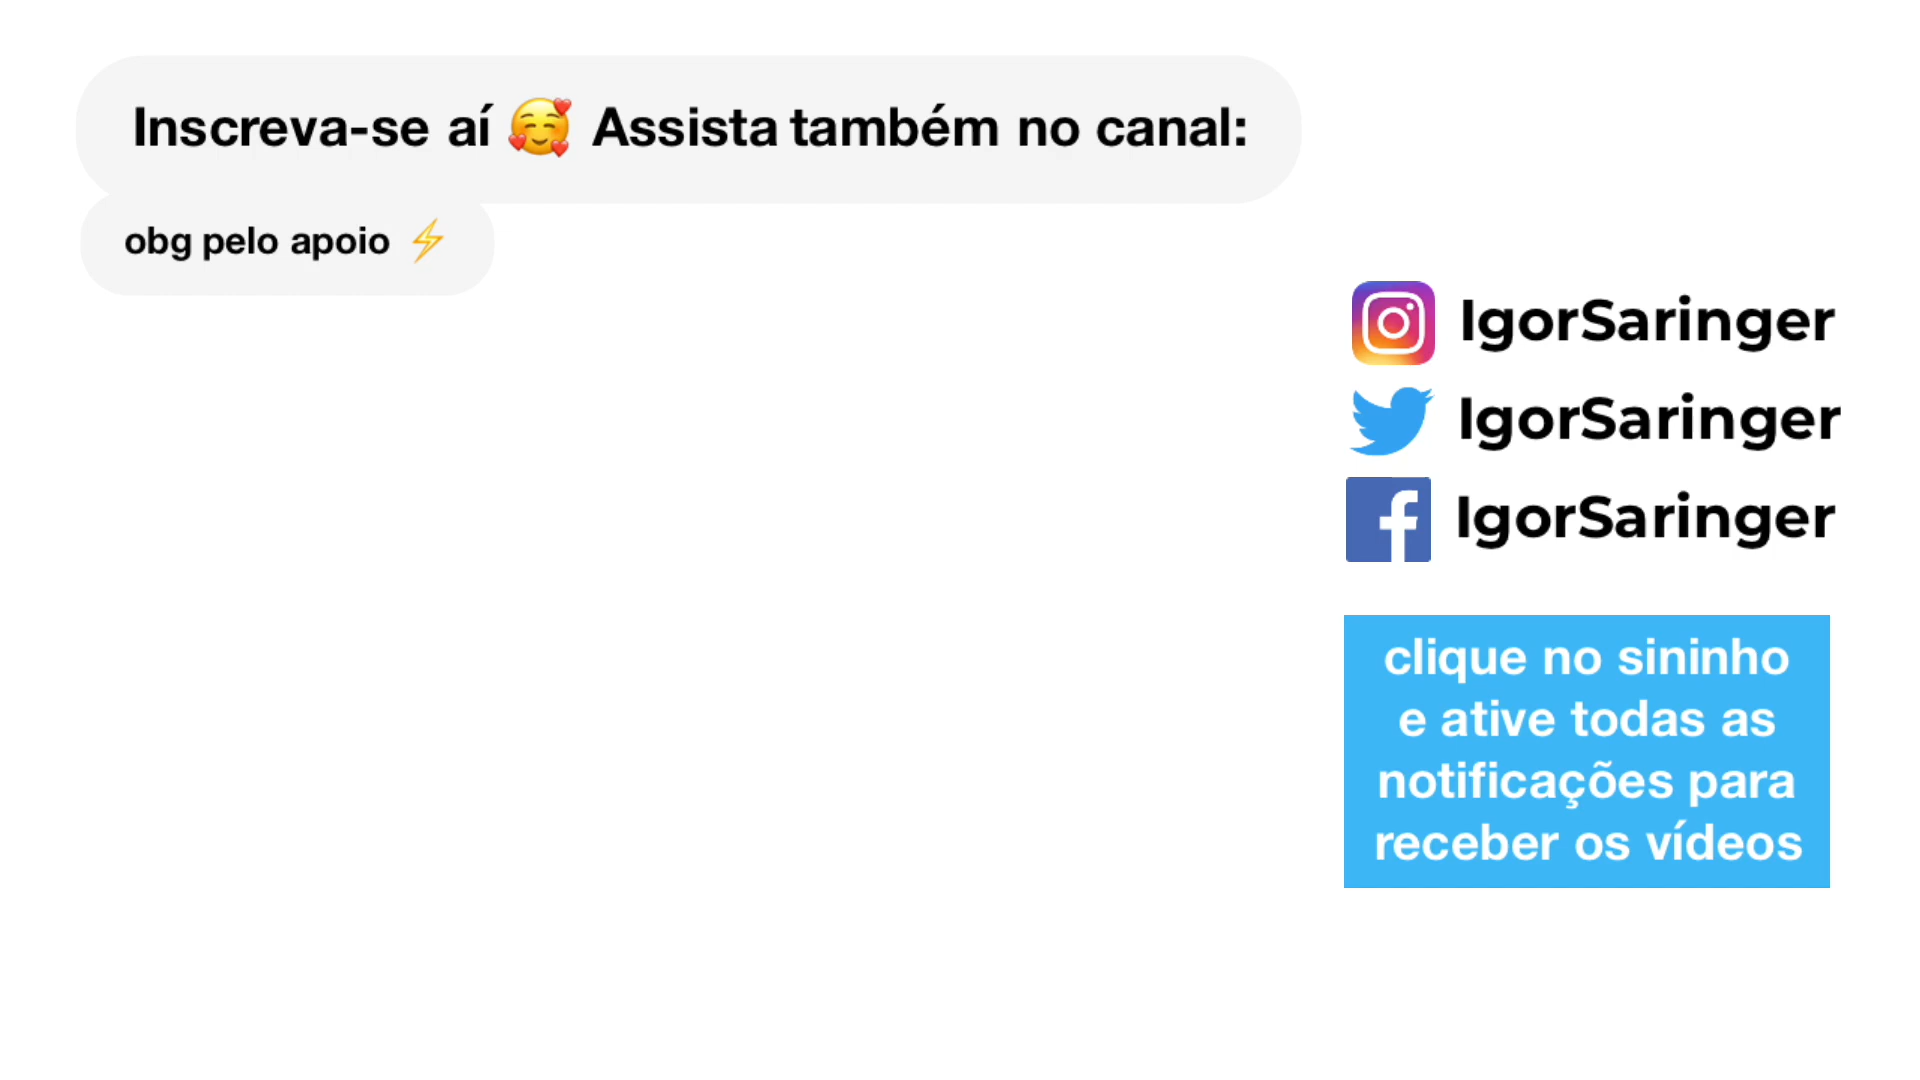 Inscreva-se aí 🥰 Assista também no canal:
obg pelo apoio ⚡
IgorSaringer
IgorSaringer
IgorSaringer
clique no sininho
e ative todas as
notificações para
receber os vídeos